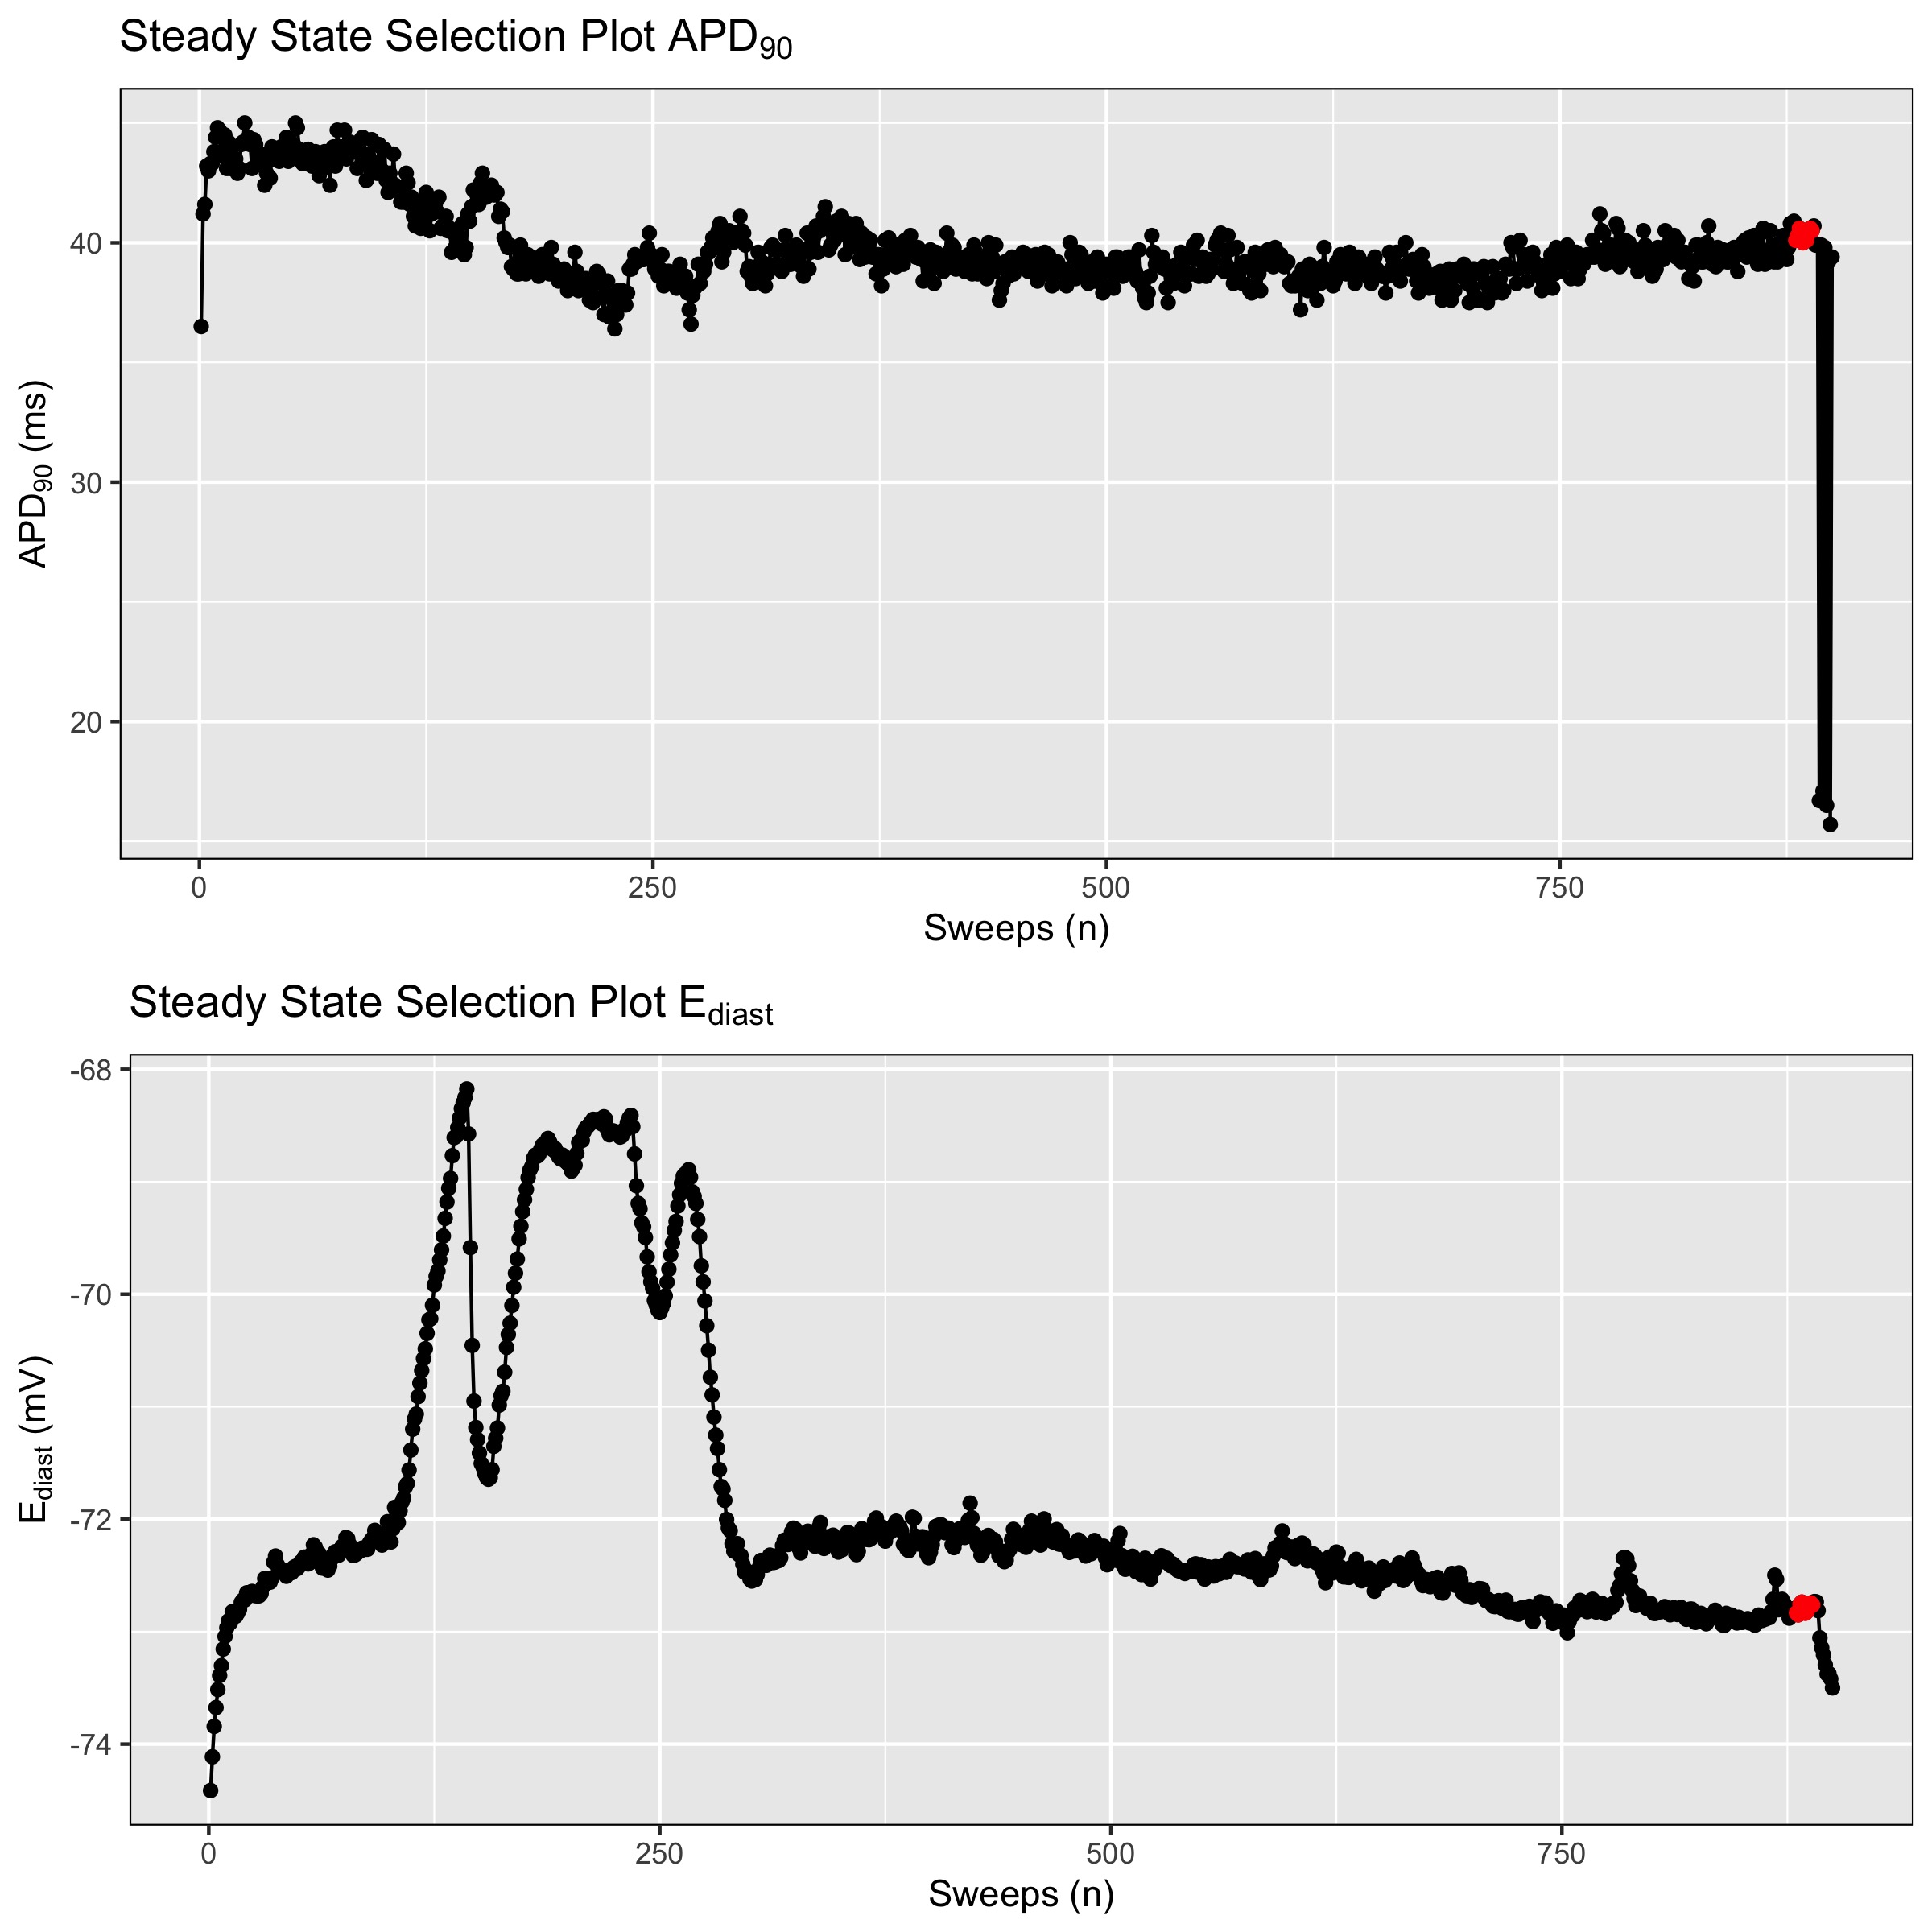 Steady State Selection Plot APD90
40
30
20
APD90 (ms)
0 250 500 750
Sweeps (n)
Steady State Selection Plot Ediast
-68
-70
-72
-74
Ediast (mV)
0 250 500 750
Sweeps (n)